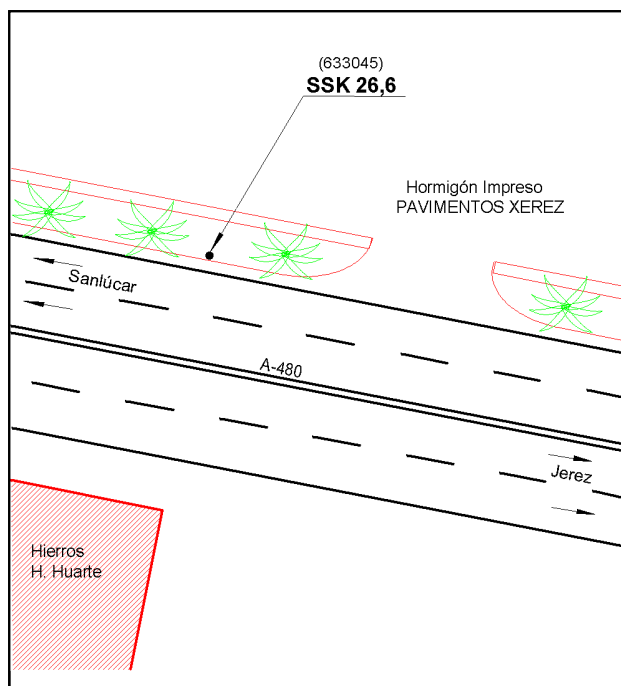 (633045)
SSK 26,6
Hormigón Impreso
PAVIMENTOS XEREZ
Sanlúcar
A-480
Jerez
Hierros
H. Huarte